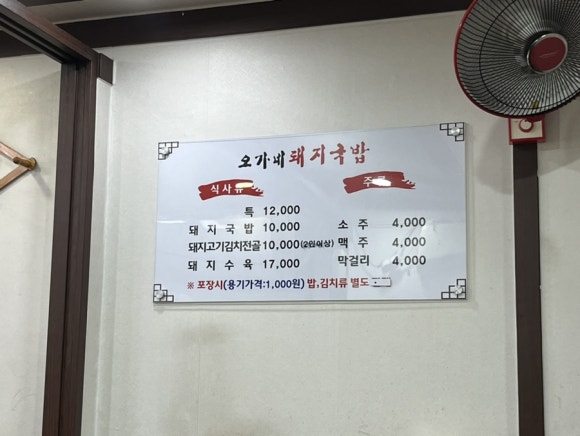 오가네돼지국밥
식사류
특 12,000
돼지국밥 10,000
돼지고기김치전골 10,000(2인이상)
돼지수육 17,000
주류
소주 4,000
맥주 4,000
막걸리 4,000
※ 포장시(용기가격:1,000원) 밥,김치류 별도